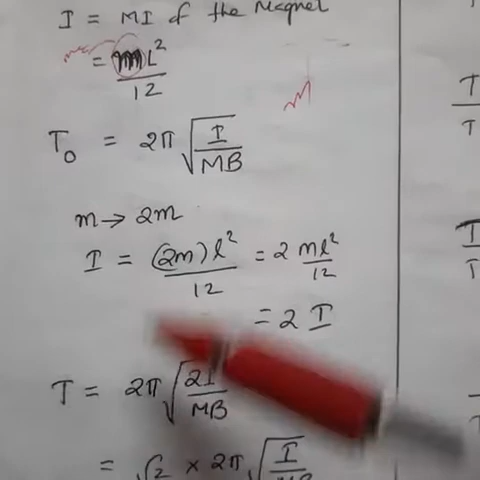 I = MI of the Magnet
= mL²/12
M
T₀ = 2π √(I/MB)
m → 2m
I = (2m)l²/12 = 2 ml²/12
= 2 I
T = 2π √(2I/MB)
= √2 × 2π √(I/MB)
T
T
I
T